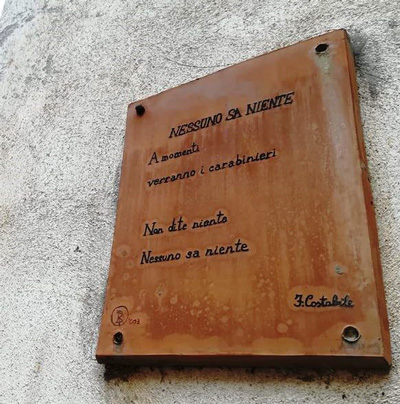 NESSUNO SA NIENTE
A momenti
verranno i carabinieri
Non dite niente
Nessuno sa niente
F. Costabile